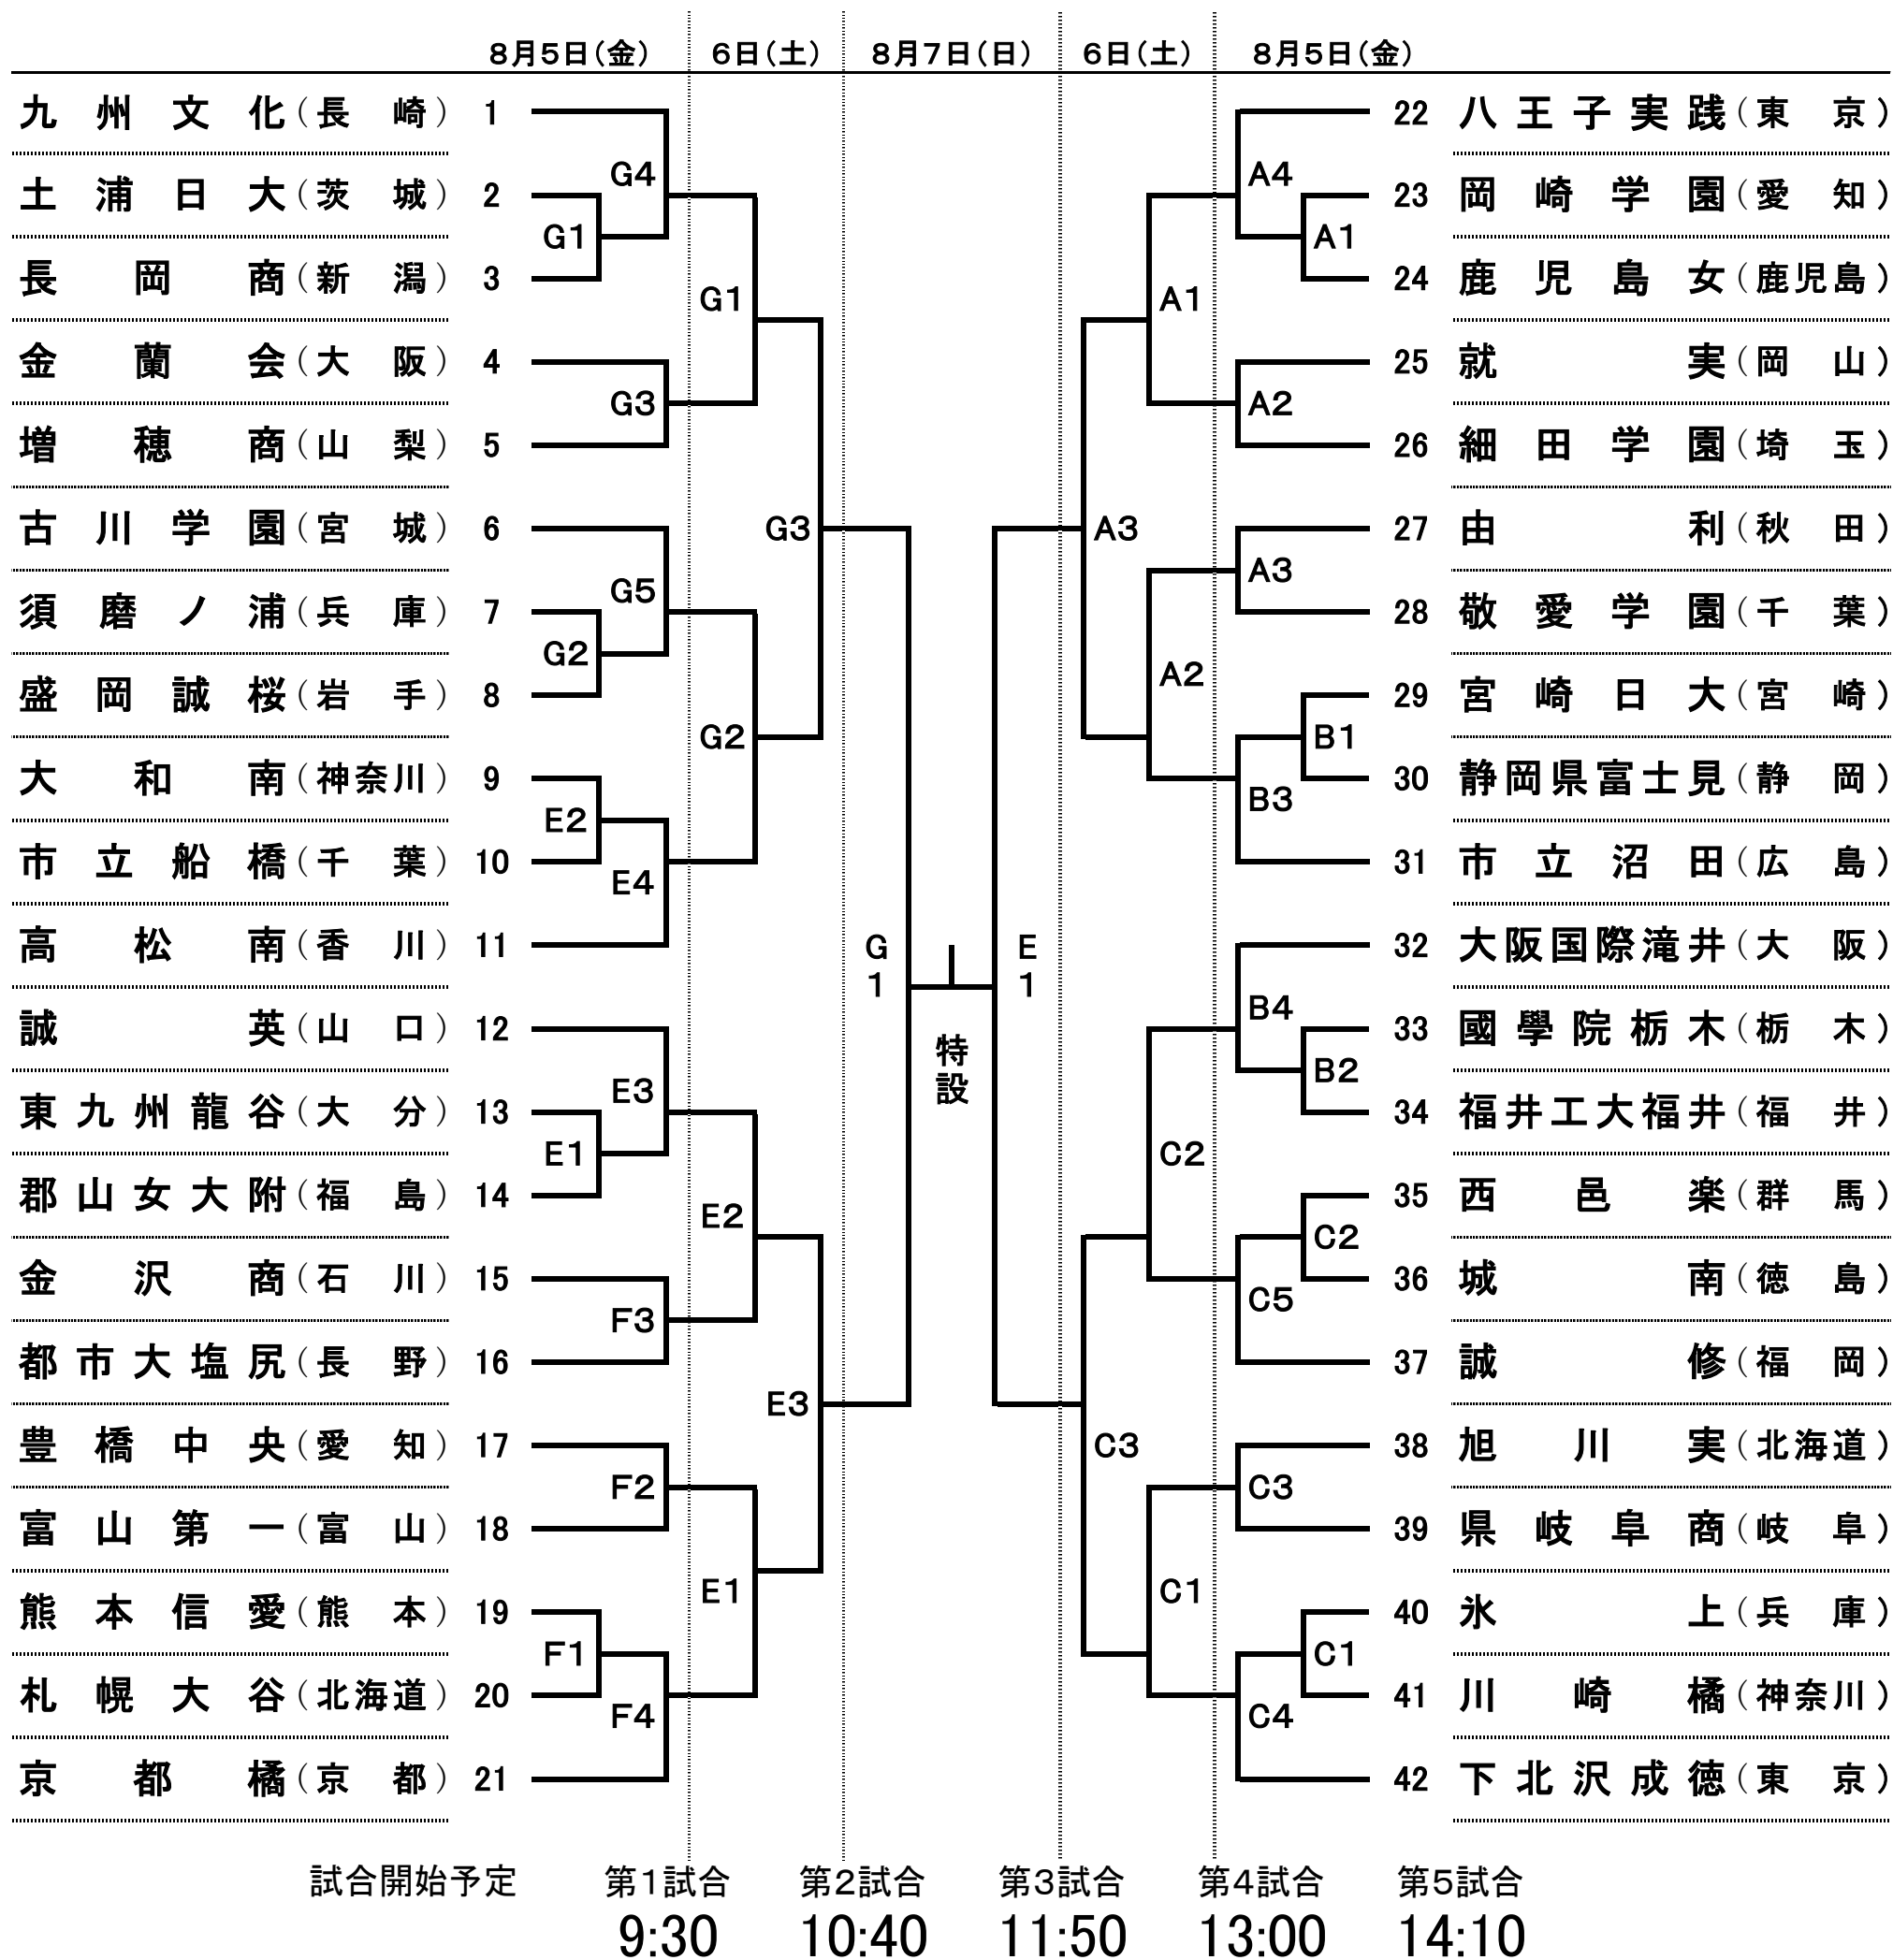 8月5日(金) 6日(土) 8月7日(日) 6日(土) 8月5日(金)
九州文化(長崎) 1 22 八王子実践(東京)
G4 A4
土浦日大(茨城) 2 23 岡崎学園(愛知)
G1 A1
長岡商(新潟) 3 24 鹿児島女(鹿児島)
G1 A1
金蘭会(大阪) 4 25 就実(岡山)
G3 A2
増穂商(山梨) 5 26 細田学園(埼玉)
古川学園(宮城) 6 G3 A3 27 由利(秋田)
G5 A3
須磨ノ浦(兵庫) 7 28 敬愛学園(千葉)
G2 A2
盛岡誠桜(岩手) 8 29 宮崎日大(宮崎)
G2 B1
大和南(神奈川) 9 30 静岡県富士見(静岡)
E2 B3
市立船橋(千葉) 10 31 市立沼田(広島)
E4
高松南(香川) 11 G1 E1 32 大阪国際滝井(大阪)
B4
誠英(山口) 12 特設 33 國學院栃木(栃木)
E3 B2
東九州龍谷(大分) 13 34 福井工大福井(福井)
E1 C2
郡山女大附(福島) 14 35 西邑楽(群馬)
E2 C2
金沢商(石川) 15 36 城南(徳島)
F3 C5
都市大塩尻(長野) 16 37 誠修(福岡)
E3
豊橋中央(愛知) 17 C3 38 旭川実(北海道)
F2 C3
富山第一(富山) 18 39 県岐阜商(岐阜)
E1 C1
熊本信愛(熊本) 19 40 氷上(兵庫)
F1 C1
札幌大谷(北海道) 20 41 川崎橘(神奈川)
F4 C4
京都橘(京都) 21 42 下北沢成徳(東京)
試合開始予定 第1試合 第2試合 第3試合 第4試合 第5試合
9:30 10:40 11:50 13:00 14:10